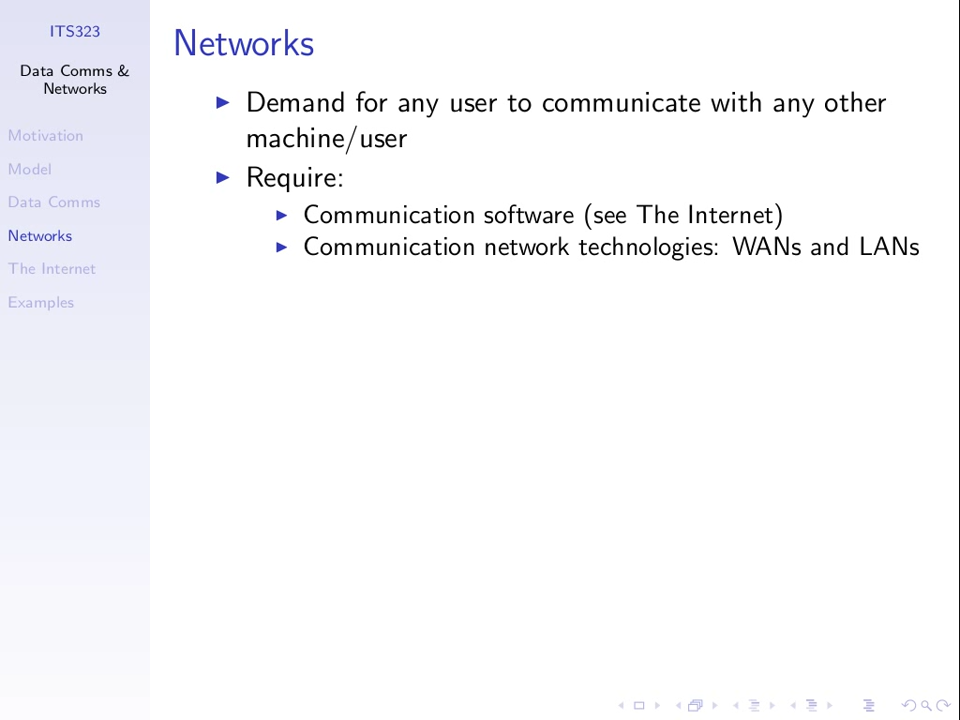 ITS323
Data Comms &
Networks
Motivation
Model
Data Comms
Networks
The Internet
Examples
Networks
Demand for any user to communicate with any other
machine/user
Require:
Communication software (see The Internet)
Communication network technologies: WANs and LANs